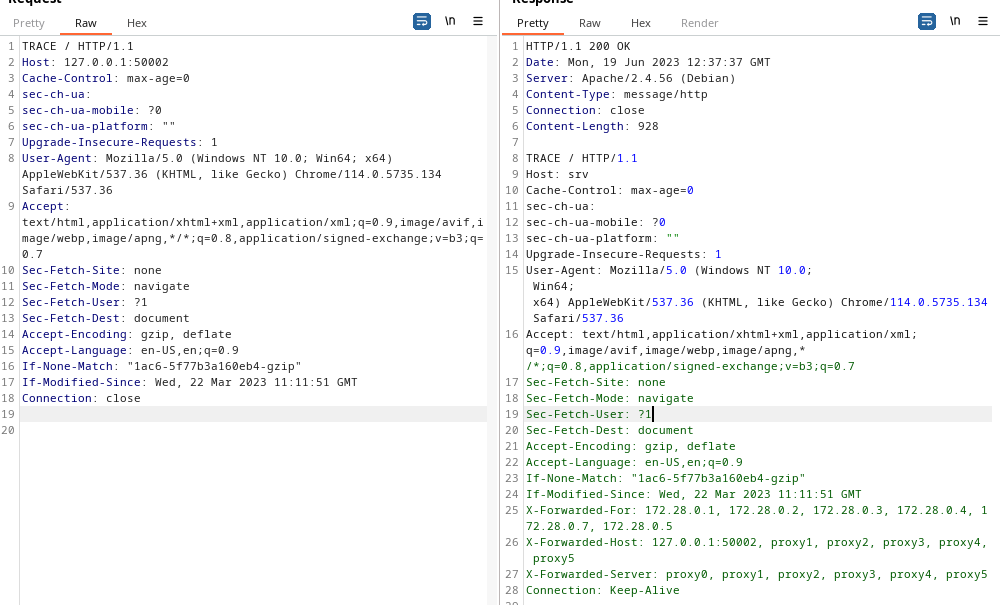 Request
Pretty Raw Hex
\n
1 TRACE / HTTP/1.1
2 Host: 127.0.0.1:50002
3 Cache-Control: max-age=0
4 sec-ch-ua:
5 sec-ch-ua-mobile: ?0
6 sec-ch-ua-platform: ""
7 Upgrade-Insecure-Requests: 1
8 User-Agent: Mozilla/5.0 (Windows NT 10.0; Win64; x64)
AppleWebKit/537.36 (KHTML, like Gecko) Chrome/114.0.5735.134
Safari/537.36
9 Accept:
text/html,application/xhtml+xml,application/xml;q=0.9,image/avif,i
mage/webp,image/apng,*/*;q=0.8,application/signed-exchange;v=b3;q=
0.7
10 Sec-Fetch-Site: none
11 Sec-Fetch-Mode: navigate
12 Sec-Fetch-User: ?1
13 Sec-Fetch-Dest: document
14 Accept-Encoding: gzip, deflate
15 Accept-Language: en-US,en;q=0.9
16 If-None-Match: "1ac6-5f77b3a160eb4-gzip"
17 If-Modified-Since: Wed, 22 Mar 2023 11:11:51 GMT
18 Connection: close
19
20
Response
Pretty Raw Hex Render
\n
1 HTTP/1.1 200 OK
2 Date: Mon, 19 Jun 2023 12:37:37 GMT
3 Server: Apache/2.4.56 (Debian)
4 Content-Type: message/http
5 Connection: close
6 Content-Length: 928
7
8 TRACE / HTTP/1.1
9 Host: srv
10 Cache-Control: max-age=0
11 sec-ch-ua:
12 sec-ch-ua-mobile: ?0
13 sec-ch-ua-platform: ""
14 Upgrade-Insecure-Requests: 1
15 User-Agent: Mozilla/5.0 (Windows NT 10.0;
Win64;
x64) AppleWebKit/537.36 (KHTML, like Gecko) Chrome/114.0.5735.134
Safari/537.36
16 Accept: text/html,application/xhtml+xml,application/xml;
q=0.9,image/avif,image/webp,image/apng,*
/*;q=0.8,application/signed-exchange;v=b3;q=0.7
17 Sec-Fetch-Site: none
18 Sec-Fetch-Mode: navigate
19 Sec-Fetch-User: ?1
20 Sec-Fetch-Dest: document
21 Accept-Encoding: gzip, deflate
22 Accept-Language: en-US,en;q=0.9
23 If-None-Match: "1ac6-5f77b3a160eb4-gzip"
24 If-Modified-Since: Wed, 22 Mar 2023 11:11:51 GMT
25 X-Forwarded-For: 172.28.0.1, 172.28.0.2, 172.28.0.3, 172.28.0.4, 1
72.28.0.7, 172.28.0.5
26 X-Forwarded-Host: 127.0.0.1:50002, proxy1, proxy2, proxy3, proxy4,
proxy5
27 X-Forwarded-Server: proxy0, proxy1, proxy2, proxy3, proxy4, proxy5
28 Connection: Keep-Alive